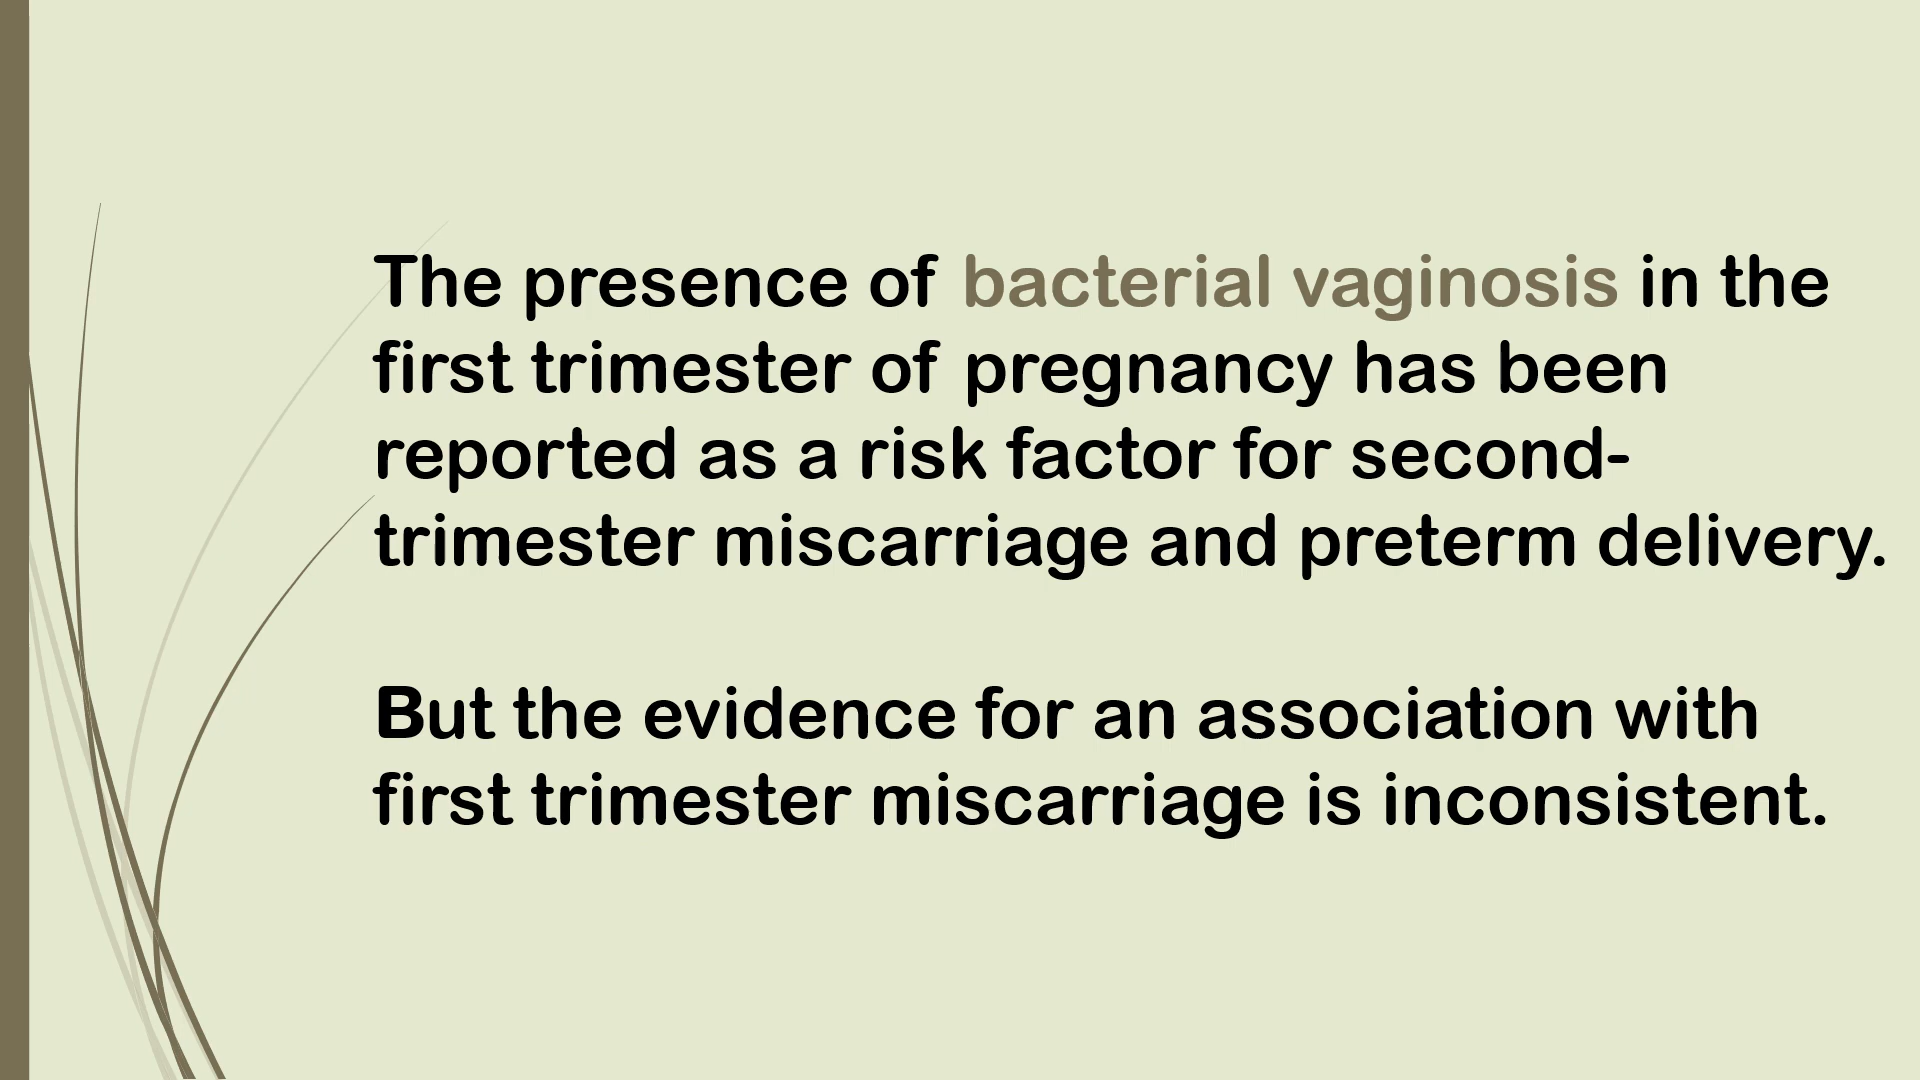 The presence of bacterial vaginosis in the
first trimester of pregnancy has been
reported as a risk factor for second-
trimester miscarriage and preterm delivery.
But the evidence for an association with
first trimester miscarriage is inconsistent.